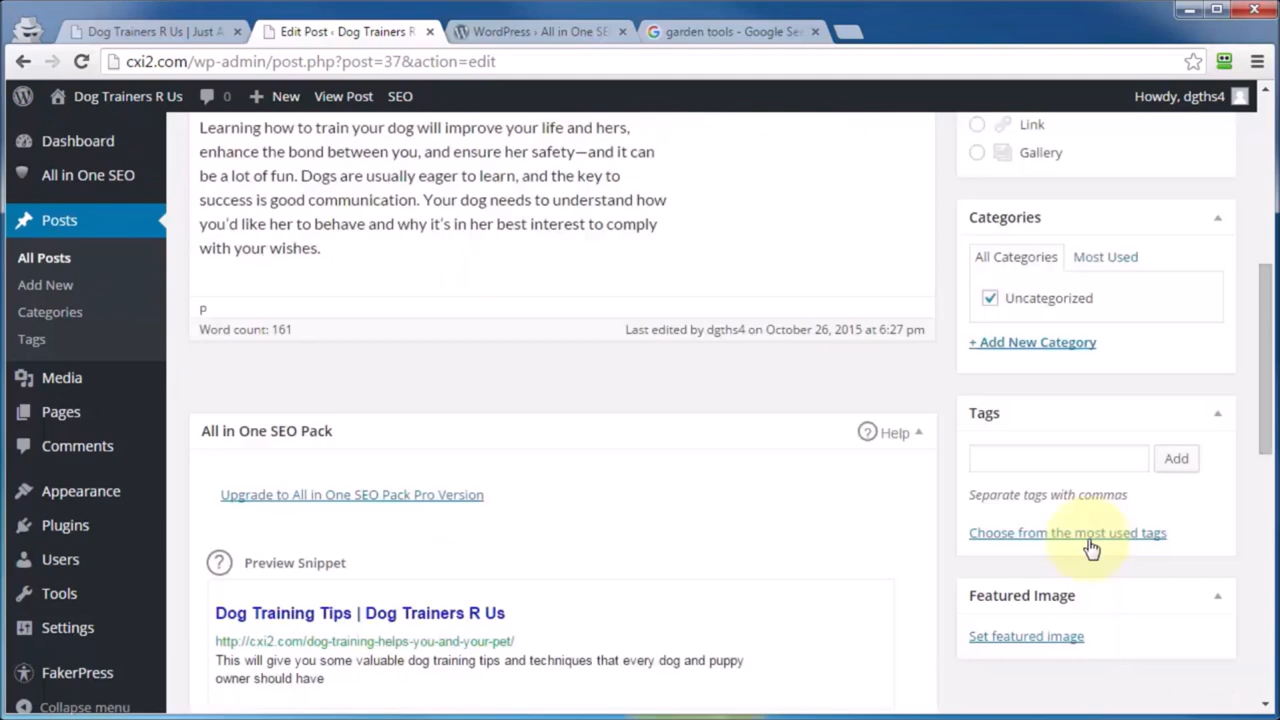 Dog Trainers R Us | Just A
Edit Post ‹ Dog Trainers R
WordPress › All in One SE
garden tools - Google Se
cxi2.com/wp-admin/post.php?post=37&action=edit
Dog Trainers R Us 0 New View Post SEO Howdy, dgths4
Dashboard
All in One SEO
Posts
All Posts
Add New
Categories
Tags
Media
Pages
Comments
Appearance
Plugins
Users
Tools
Settings
FakerPress
Collapse menu
Learning how to train your dog will improve your life and hers,
enhance the bond between you, and ensure her safety—and it can
be a lot of fun. Dogs are usually eager to learn, and the key to
success is good communication. Your dog needs to understand how
you'd like her to behave and why it's in her best interest to comply
with your wishes.
p
Word count: 161 Last edited by dgths4 on October 26, 2015 at 6:27 pm
All in One SEO Pack
Help
Upgrade to All in One SEO Pack Pro Version
Preview Snippet
Dog Training Tips | Dog Trainers R Us
http://cxi2.com/dog-training-helps-you-and-your-pet/
This will give you some valuable dog training tips and techniques that every dog and puppy
owner should have
Link
Gallery
Categories
All Categories Most Used
Uncategorized
+ Add New Category
Tags
Add
Separate tags with commas
Choose from the most used tags
Featured Image
Set featured image